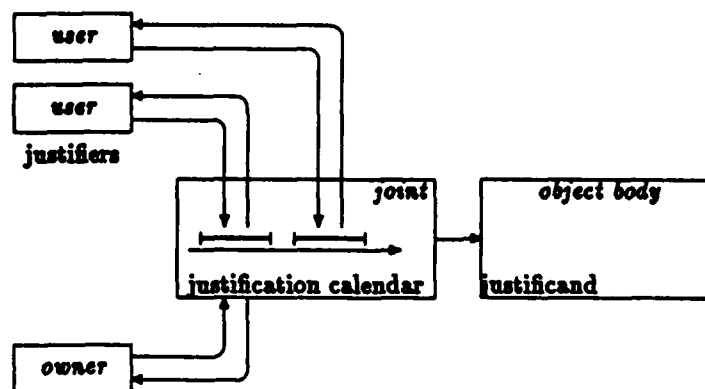 user
user
justifiers
joint
object body
justification calendar
justificand
owner